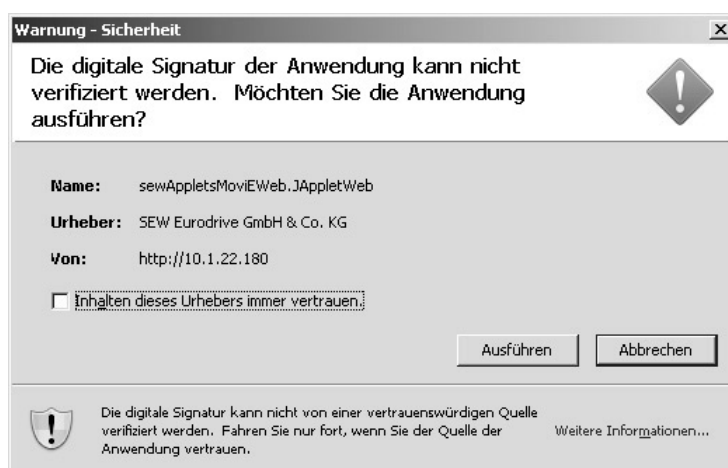 Warnung - Sicherheit
Die digitale Signatur der Anwendung kann nicht
verifiziert werden. Möchten Sie die Anwendung
ausführen?
Name: sewAppletsMoviEWeb.JAppletWeb
Urheber: SEW Eurodrive GmbH & Co. KG
Von: http://10.1.22.180
Inhalten dieses Urhebers immer vertrauen.
Ausführen Abbrechen
Die digitale Signatur kann nicht von einer vertrauenswürdigen Quelle
verifiziert werden. Fahren Sie nur fort, wenn Sie der Quelle der Weitere Informationen...
Anwendung vertrauen.